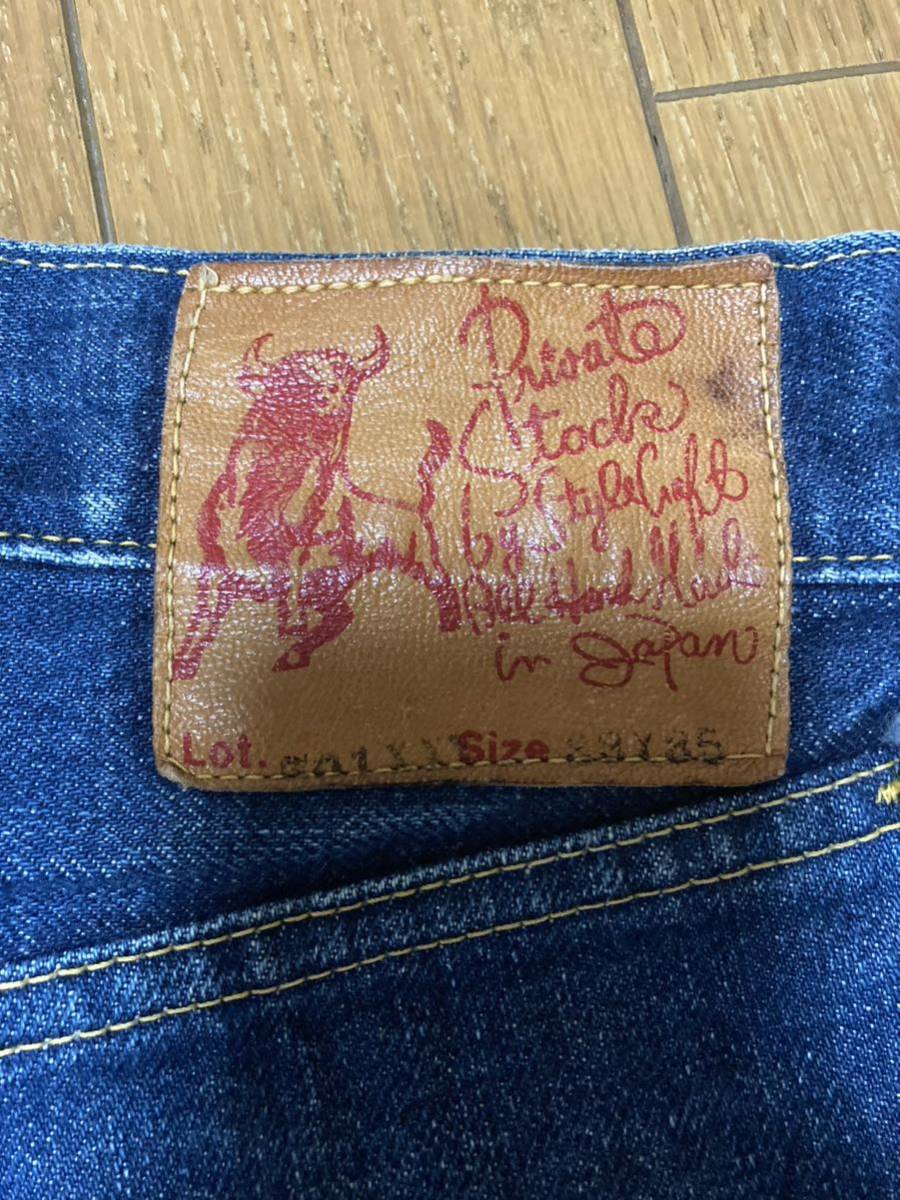 Private
Stock
by StyleCraft
All Hand Made
in Japan
Lot. Size